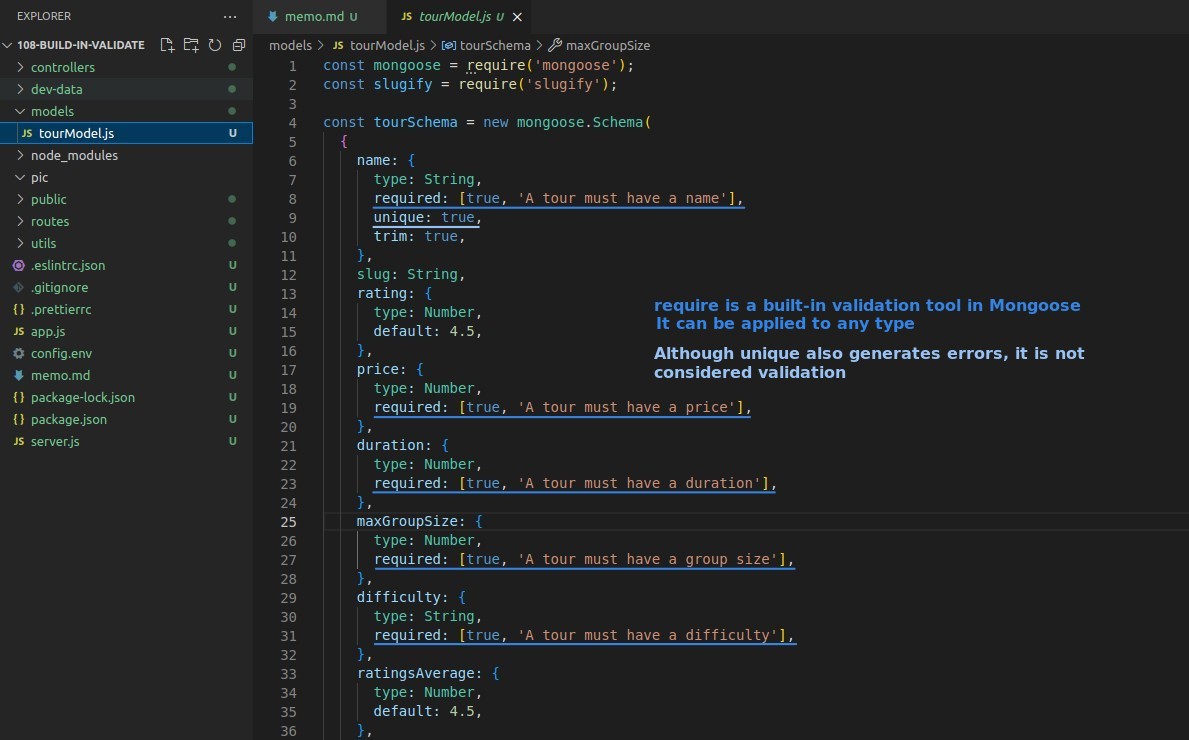 EXPLORER
108-BUILD-IN-VALIDATE
controllers
dev-data
models
JS tourModel.js U
node_modules
pic
public
routes
utils
.eslintrc.json U
.gitignore U
{} .prettierrc U
JS app.js U
config.env U
memo.md U
{} package-lock.json U
{} package.json U
JS server.js U
memo.md U
JS tourModel.js U
models > JS tourModel.js > tourSchema > maxGroupSize
1 const mongoose = require('mongoose');
2 const slugify = require('slugify');
3
4 const tourSchema = new mongoose.Schema(
5 {
6 name: {
7 type: String,
8 required: [true, 'A tour must have a name'],
9 unique: true,
10 trim: true,
11 },
12 slug: String,
13 rating: {
14 type: Number,
15 default: 4.5,
16 },
17 price: {
18 type: Number,
19 required: [true, 'A tour must have a price'],
20 },
21 duration: {
22 type: Number,
23 required: [true, 'A tour must have a duration'],
24 },
25 maxGroupSize: {
26 type: Number,
27 required: [true, 'A tour must have a group size'],
28 },
29 difficulty: {
30 type: String,
31 required: [true, 'A tour must have a difficulty'],
32 },
33 ratingsAverage: {
34 type: Number,
35 default: 4.5,
36 },
require is a built-in validation tool in Mongoose
It can be applied to any type
Although unique also generates errors, it is not
considered validation